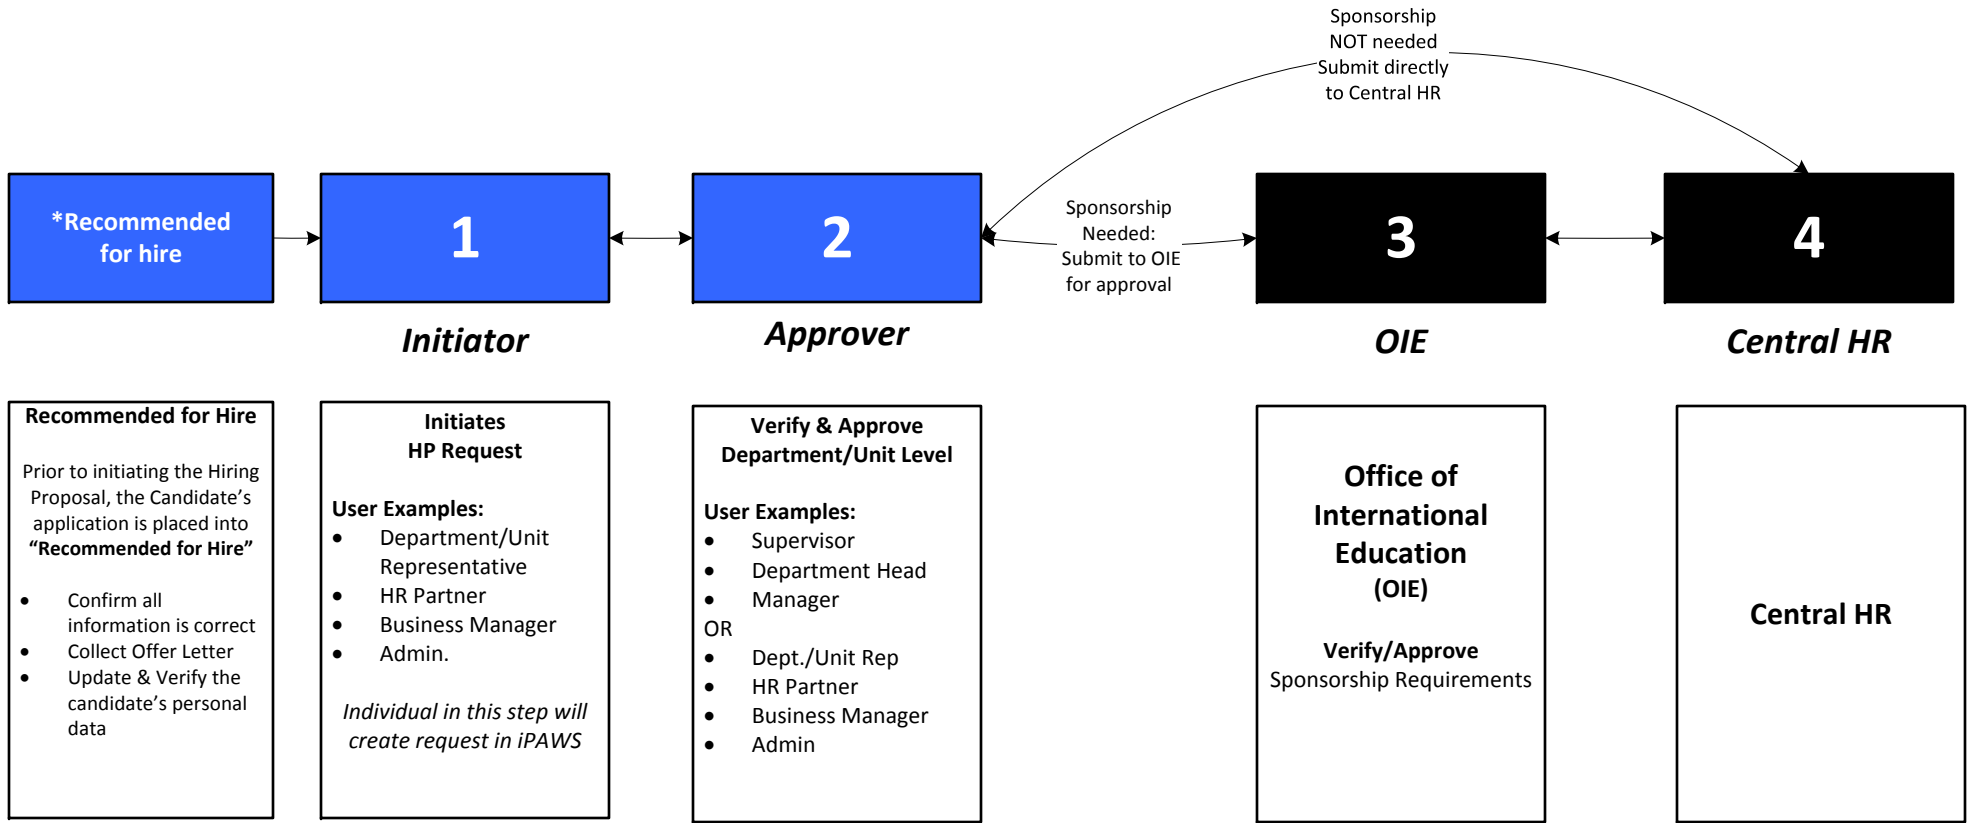 Sponsorship
NOT needed
Submit directly
to Central HR
*Recommended
for hire
1
2
Sponsorship
Needed:
Submit to OIE
for approval
3
4
Initiator
Approver
OIE
Central HR
Recommended for Hire
Prior to initiating the Hiring
Proposal, the Candidate’s
application is placed into
“Recommended for Hire”
• Confirm all
information is correct
• Collect Offer Letter
• Update & Verify the
candidate’s personal
data
Initiates
HP Request
User Examples:
• Department/Unit
Representative
• HR Partner
• Business Manager
• Admin.
Individual in this step will
create request in iPAWS
Verify & Approve
Department/Unit Level
User Examples:
• Supervisor
• Department Head
• Manager
OR
• Dept./Unit Rep
• HR Partner
• Business Manager
• Admin
Office of
International
Education
(OIE)
Verify/Approve
Sponsorship Requirements
Central HR